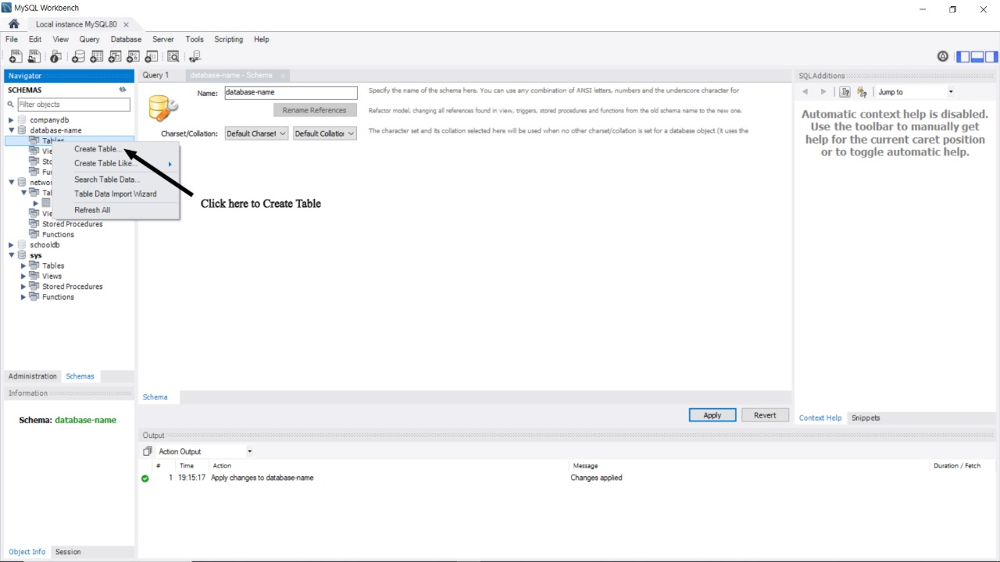 MySQL Workbench
Local instance MySQL80
File Edit View Query Database Server Tools Scripting Help
Navigator
SCHEMAS
Filter objects
companydb
database-name
Tables
Create Table...
Create Table Like...
Search Table Data...
Table Data Import Wizard
Refresh All
Stored Procedures
Functions
schooldb
sys
Tables
Views
Stored Procedures
Functions
Administration Schemas
Information
Schema: database-name
Object Info Session
Query 1 database-name - Schema
Name: database-name
Specify the name of the schema here. You can use any combination of ANSI letters, numbers and the underscore character for
Rename References
Refactor model, changing all references found in view, triggers, stored procedures and functions from the old schema name to the new one.
Charset/Collation: Default Charset Default Collation
The character set and its collation selected here will be used when no other charset/collation is set for a database object (it uses the
Click here to Create Table
Schema
Apply Revert
SQLAdditions
Jump to
Automatic context help is disabled.
Use the toolbar to manually get
help for the current caret position
or to toggle automatic help.
Context Help Snippets
Output
Action Output
# Time Action Message Duration / Fetch
1 19:15:17 Apply changes to database-name Changes applied